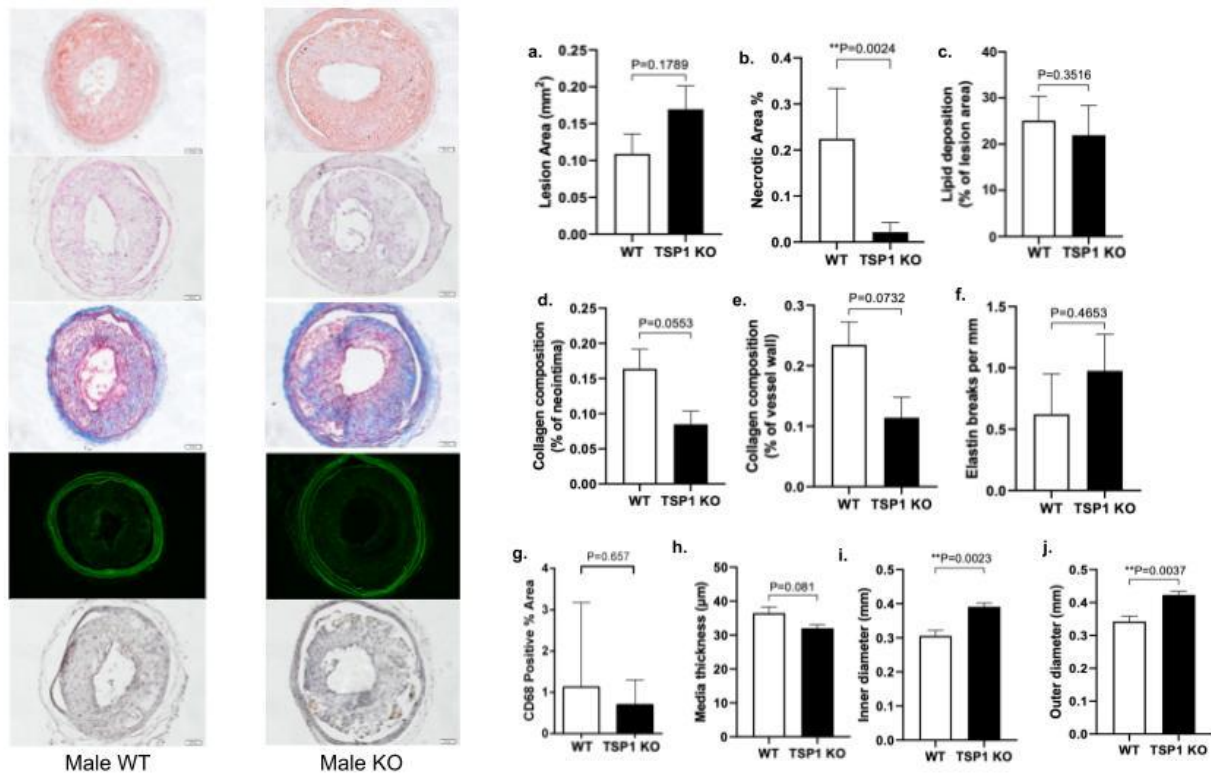 a.
Lesion Area (mm²)
0.25
0.20
0.15
0.10
0.05
0.00
P=0.1789
WT TSP1 KO
b.
Necrotic Area %
0.4
0.3
0.2
0.1
0.0
**P=0.0024
WT TSP1 KO
c.
Lipid deposition
(% of lesion area)
40
30
20
10
0
P=0.3516
WT TSP1 KO
d.
Collagen composition
(% of neointima)
0.25
0.20
0.15
0.10
0.05
0.00
P=0.0553
WT TSP1 KO
e.
Collagen composition
(% of vessel wall)
0.3
0.2
0.1
0.0
P=0.0732
WT TSP1 KO
f.
Elastin breaks per mm
1.5
1.0
0.5
0.0
P=0.4653
WT TSP1 KO
g.
CD68 Positive % Area
4
3
2
1
0
P=0.657
WT TSP1 KO
h.
Media thickness (µm)
50
40
30
20
10
0
P=0.081
WT TSP1 KO
i.
Inner diameter (mm)
0.5
0.4
0.3
0.2
0.1
0.0
**P=0.0023
WT TSP1 KO
j.
Outer diameter (mm)
0.5
0.4
0.3
0.2
0.1
0.0
**P=0.0037
WT TSP1 KO
Male WT
Male KO